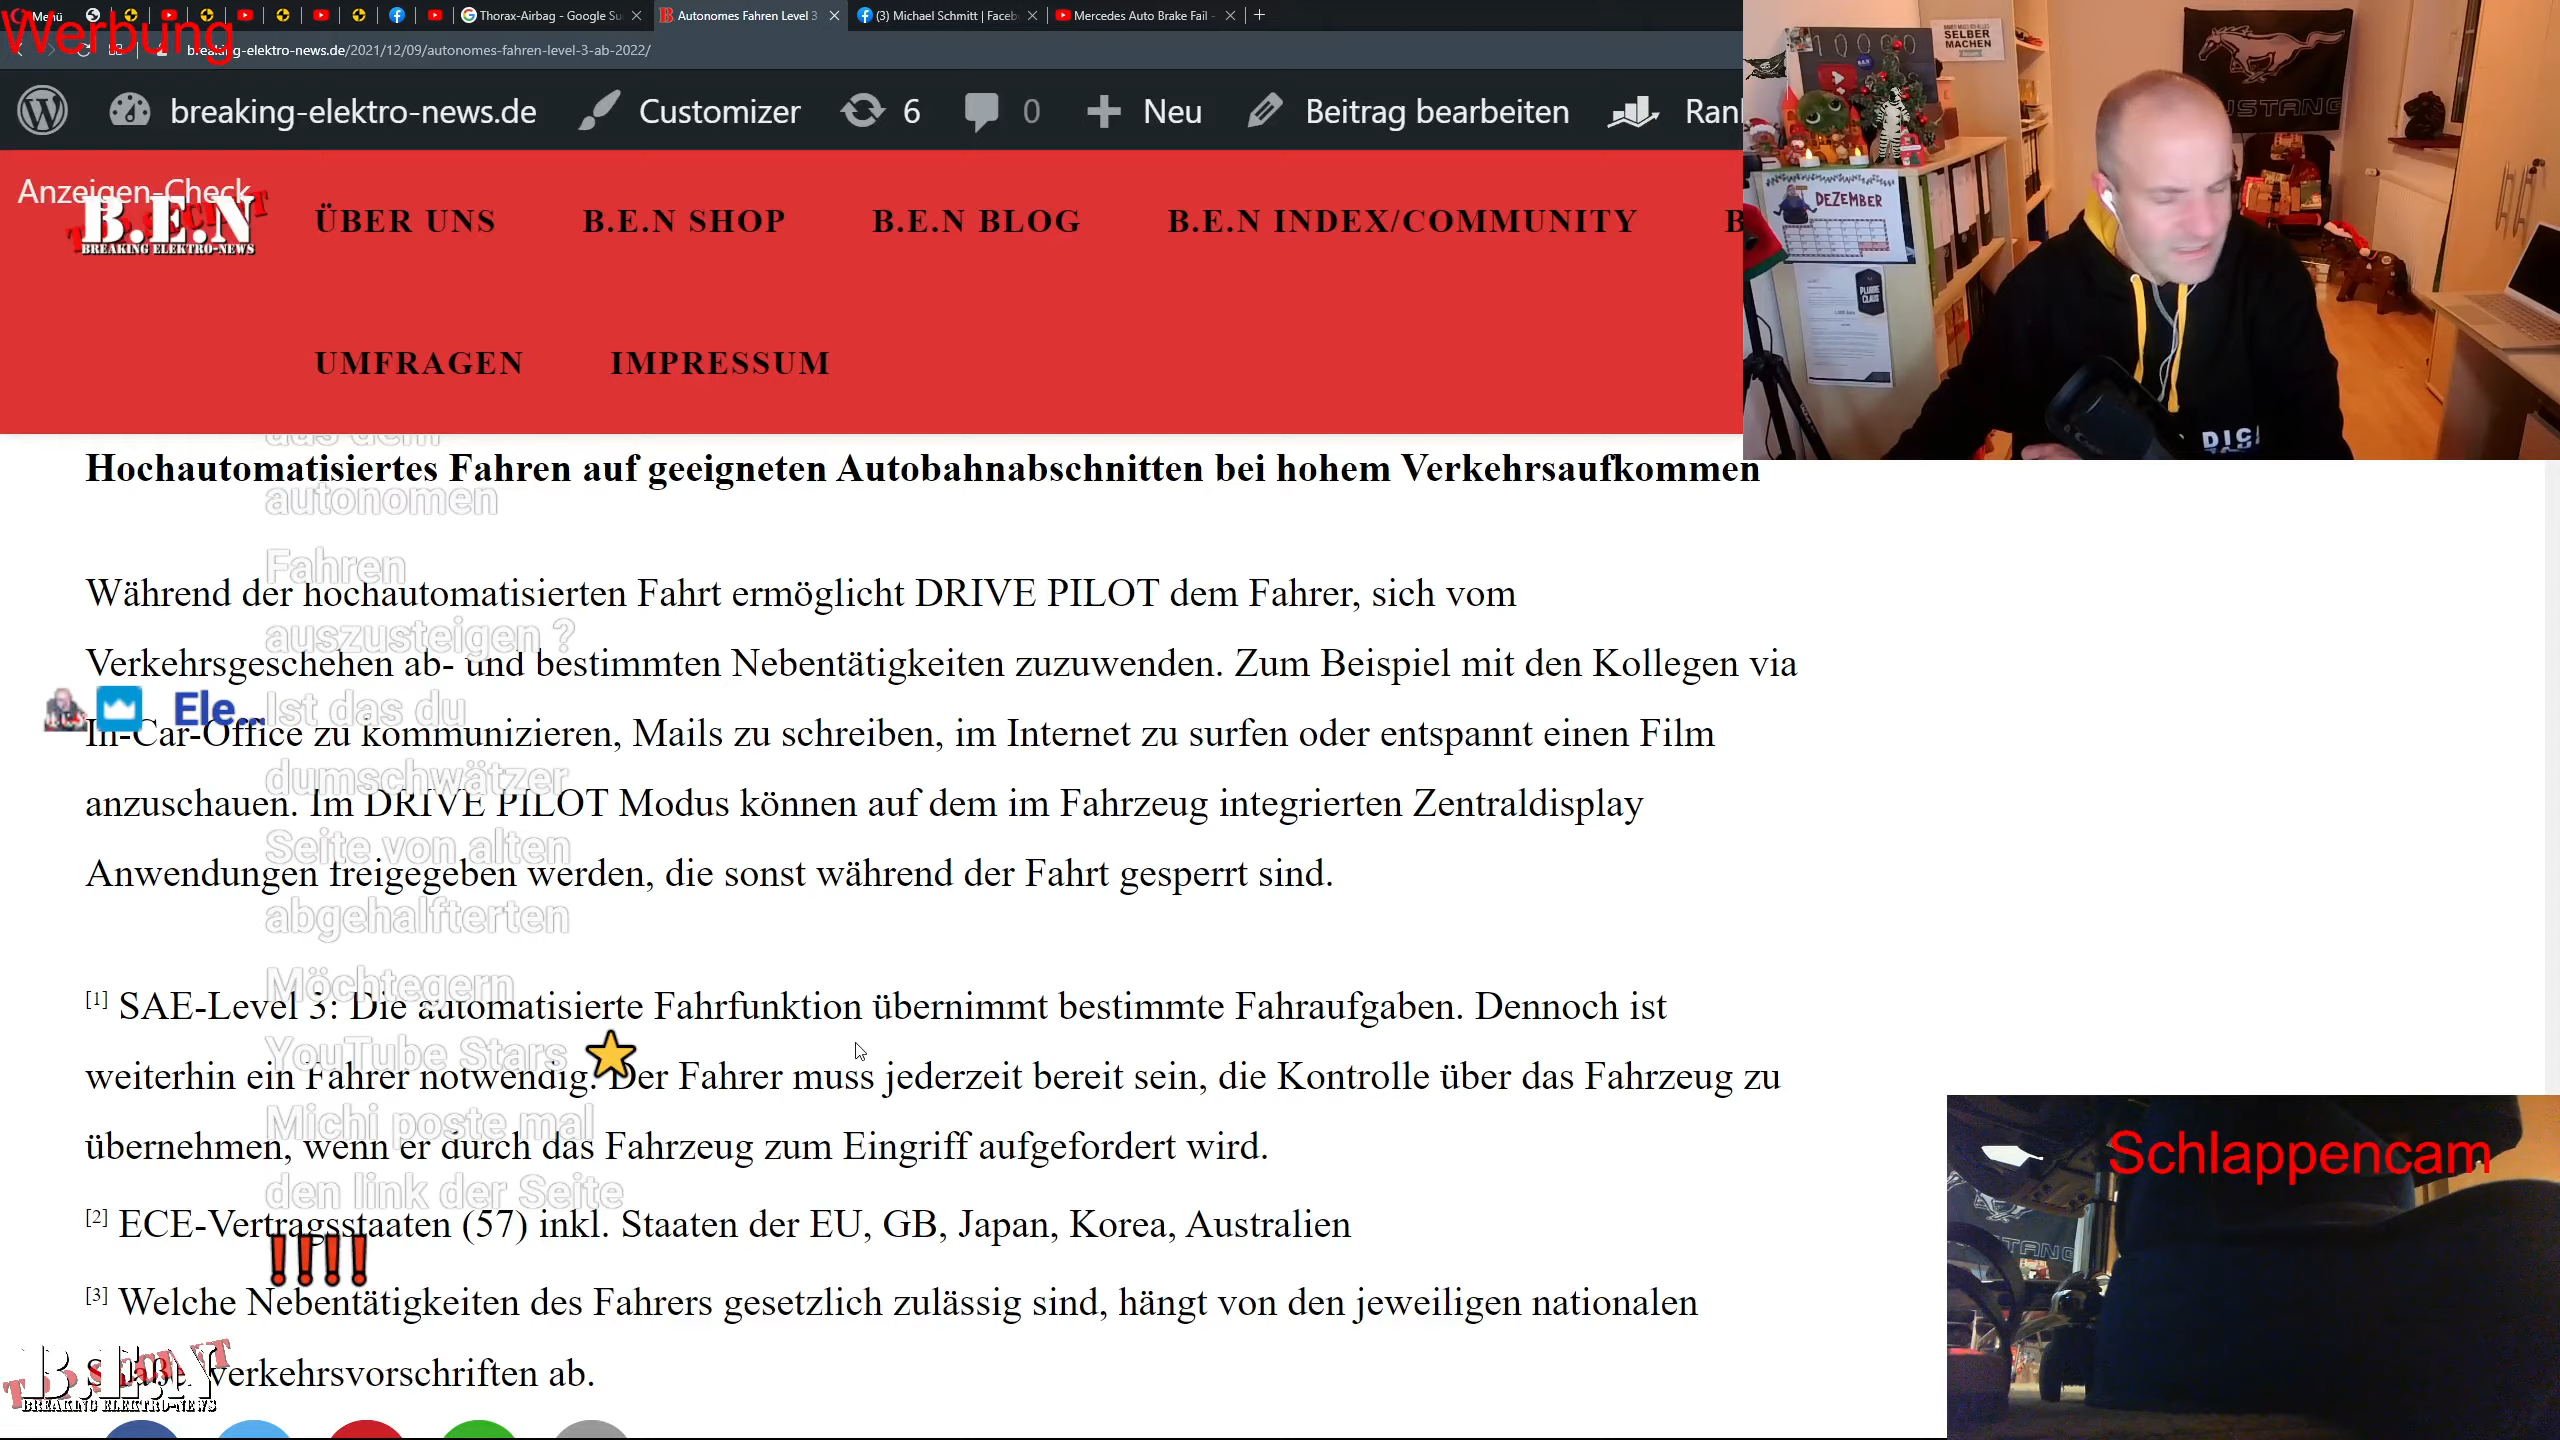 Menü
Thorax-Airbag - Google Su
Autonomes Fahren Level 3
(3) Michael Schmitt | Faceb
Mercedes Auto Brake Fail -
Werbung
breaking-elektro-news.de/2021/12/09/autonomes-fahren-level-3-ab-2022/
breaking-elektro-news.de
Customizer
6
0
Neu
Beitrag bearbeiten
Anzeigen-Check
B.E.N
BREAKING ELEKTRO-NEWS
ÜBER UNS
B.E.N SHOP
B.E.N BLOG
B.E.N INDEX/COMMUNITY
UMFRAGEN
IMPRESSUM
10000
SELBER
MACHEN
MUSTANG
DEZEMBER
Hochautomatisiertes Fahren auf geeigneten Autobahnabschnitten bei hohem Verkehrsaufkommen
Während der hochautomatisierten Fahrt ermöglicht DRIVE PILOT dem Fahrer, sich vom
Verkehrsgeschehen ab- und bestimmten Nebentätigkeiten zuzuwenden. Zum Beispiel mit den Kollegen via
In-Car-Office zu kommunizieren, Mails zu schreiben, im Internet zu surfen oder entspannt einen Film
anzuschauen. Im DRIVE PILOT Modus können auf dem im Fahrzeug integrierten Zentraldisplay
Anwendungen freigegeben werden, die sonst während der Fahrt gesperrt sind.
[1] SAE-Level 3: Die automatisierte Fahrfunktion übernimmt bestimmte Fahraufgaben. Dennoch ist
weiterhin ein Fahrer notwendig. Der Fahrer muss jederzeit bereit sein, die Kontrolle über das Fahrzeug zu
übernehmen, wenn er durch das Fahrzeug zum Eingriff aufgefordert wird.
[2] ECE-Vertragsstaaten (57) inkl. Staaten der EU, GB, Japan, Korea, Australien
[3] Welche Nebentätigkeiten des Fahrers gesetzlich zulässig sind, hängt von den jeweiligen nationalen
Straßenverkehrsvorschriften ab.
aus dem
autonomen
Fahren
auszusteigen ?
Ele... Ist das du
dumschwätzer
Seite von alten
abgehalfterten
Möchtegern
YouTube Stars
Michi poste mal
den link der Seite
!!!!
Schlappencam
B.E.N
BREAKING ELEKTRO-NEWS